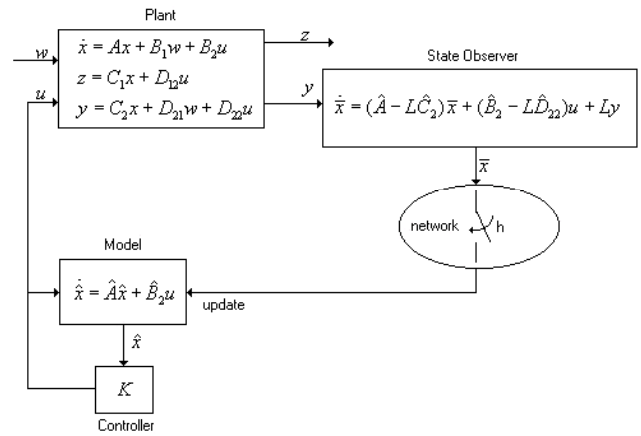 Plant
w
u
ẋ = Ax + B₁w + B₂u
z = C₁x + D₁₂u
y = C₂x + D₂₁w + D₂₂u
z
y
State Observer
x̄̇ = (Â − LĈ₂) x̄ + (B̂₂ − LD̂₂₂)u + Ly
x̄
network
h
update
Model
x̂̇ = Âx̂ + B̂₂u
x̂
K
Controller